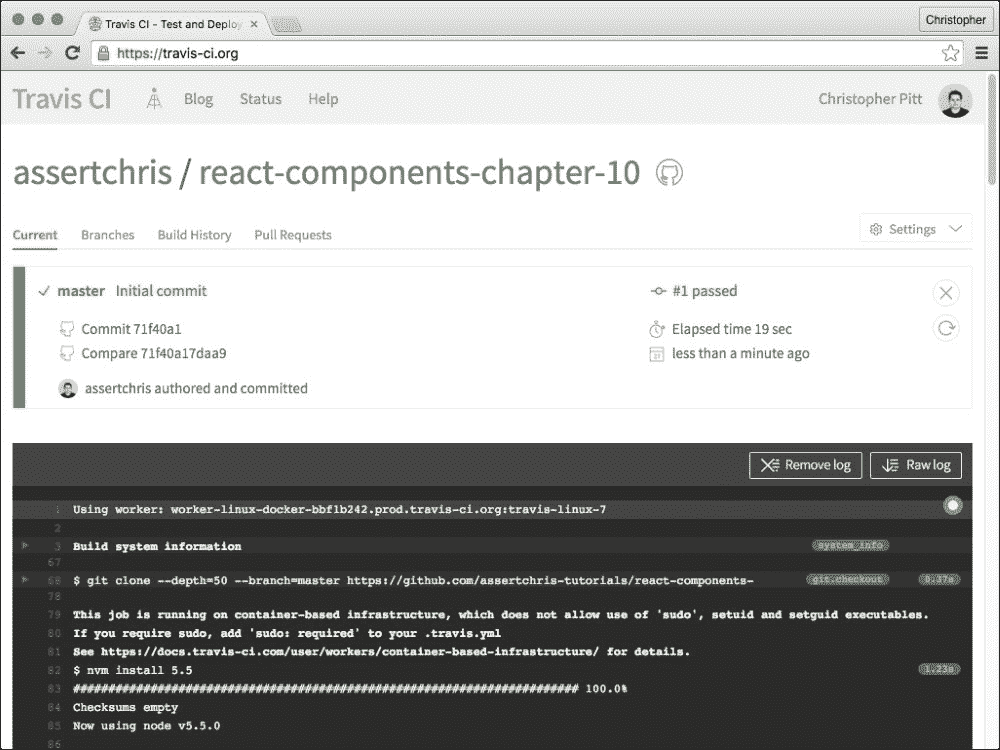 Travis CI - Test and Deploy
Christopher
https://travis-ci.org
Travis CI Blog Status Help Christopher Pitt
assertchris / react-components-chapter-10
Current Branches Build History Pull Requests Settings
master Initial commit #1 passed
Commit 71f40a1 Elapsed time 19 sec
Compare 71f40a17daa9 less than a minute ago
assertchris authored and committed
Remove log Raw log
1 Using worker: worker-linux-docker-bbf1b242.prod.travis-ci.org:travis-linux-7
2
3 Build system information system_info
67
68 $ git clone --depth=50 --branch=master https://github.com/assertchris-tutorials/react-components- git.checkout 0.37s
78
79 This job is running on container-based infrastructure, which does not allow use of 'sudo', setuid and setguid executables.
80 If you require sudo, add 'sudo: required' to your .travis.yml
81 See https://docs.travis-ci.com/user/workers/container-based-infrastructure/ for details.
82 $ nvm install 5.5 1.23s
83 ######################################################################## 100.0%
84 Checksums empty
85 Now using node v5.5.0
86